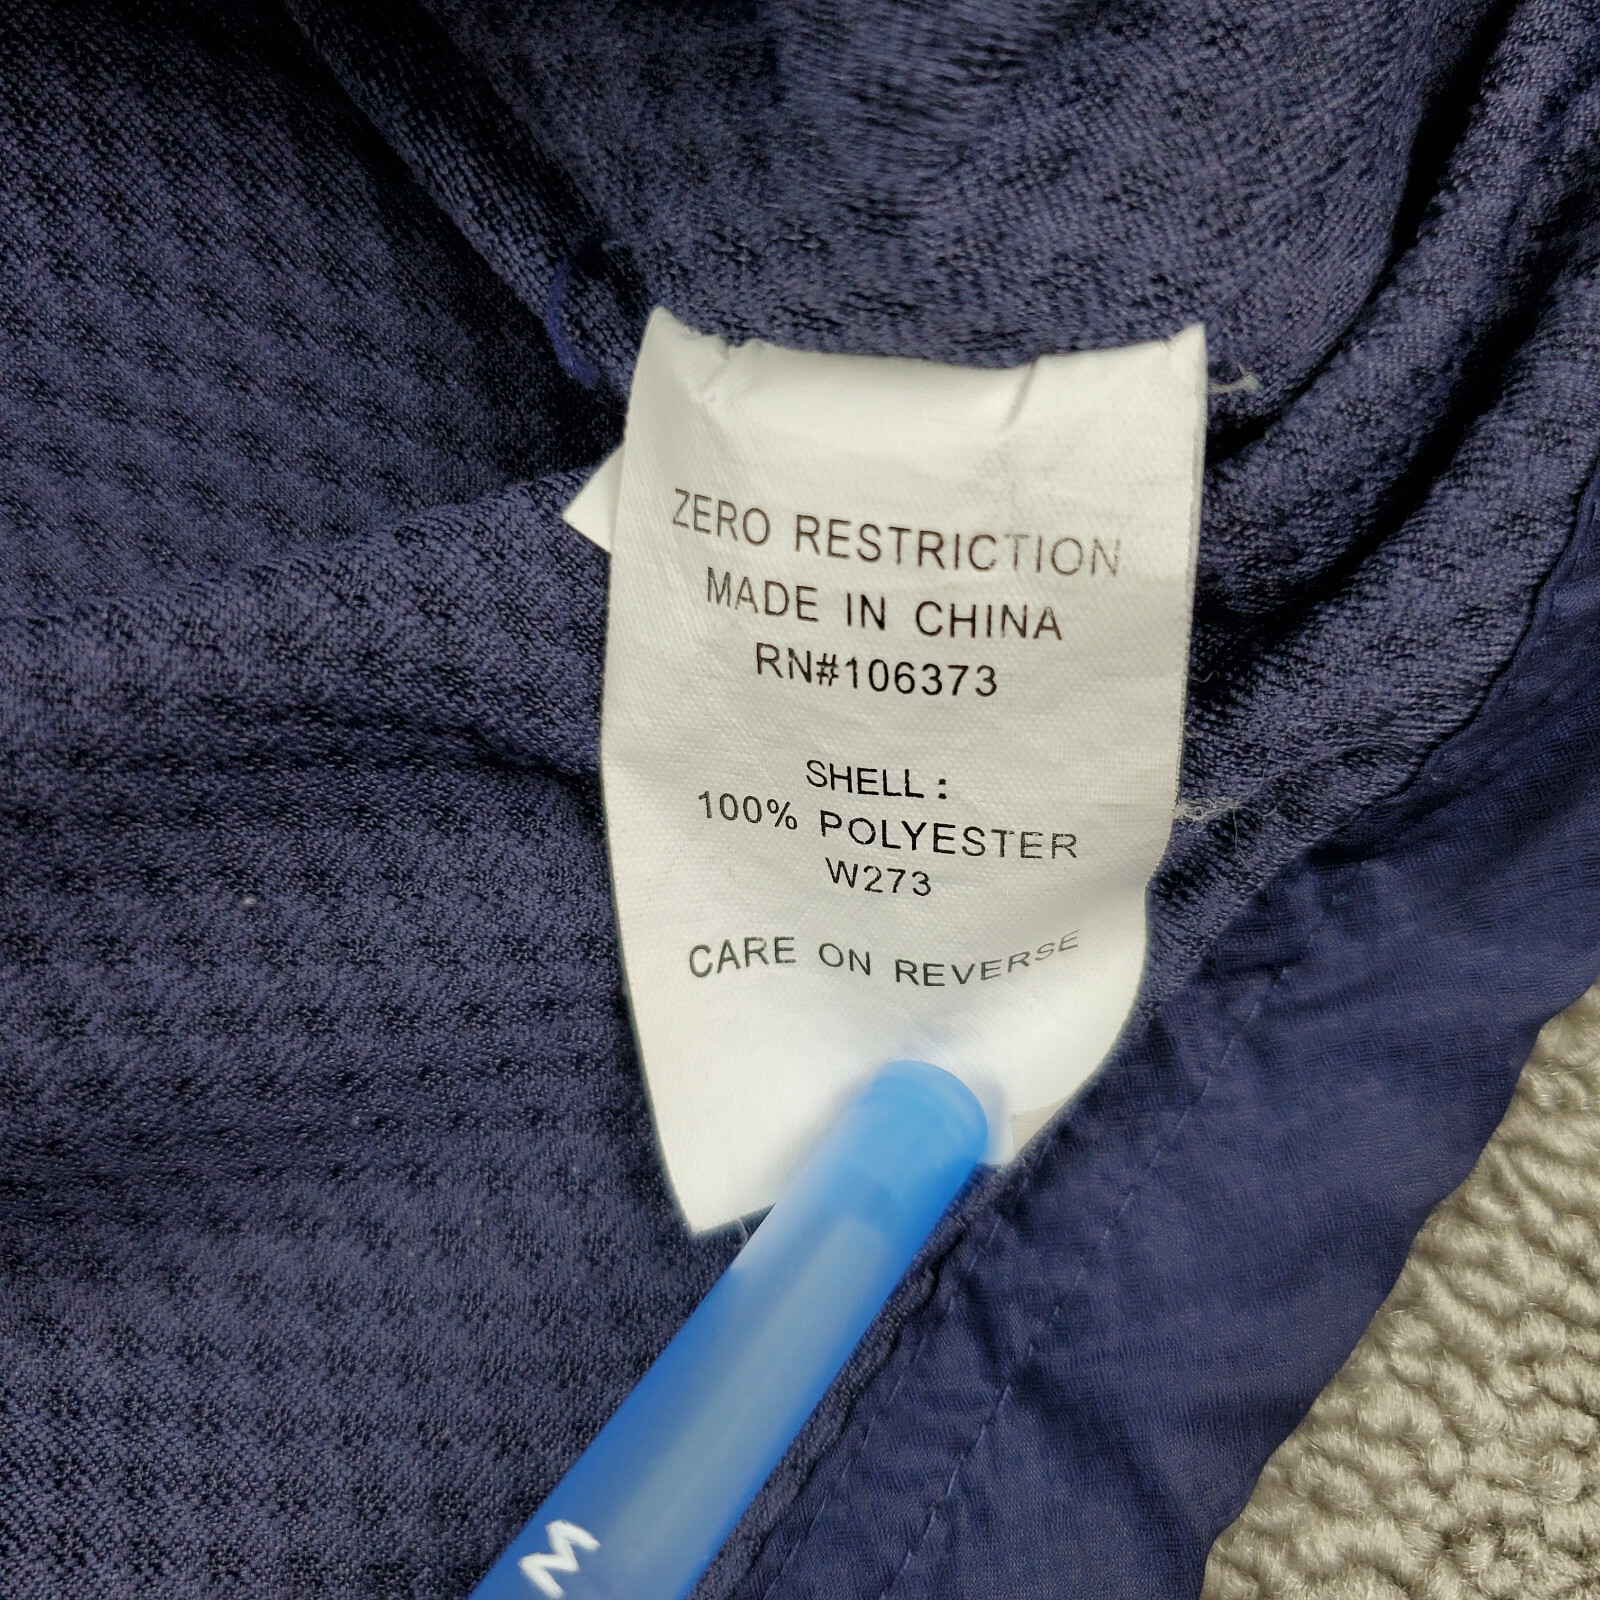 ZERO RESTRICTION
MADE IN CHINA
RN#106373
SHELL :
100% POLYESTER
W273
CARE ON REVERSE
M